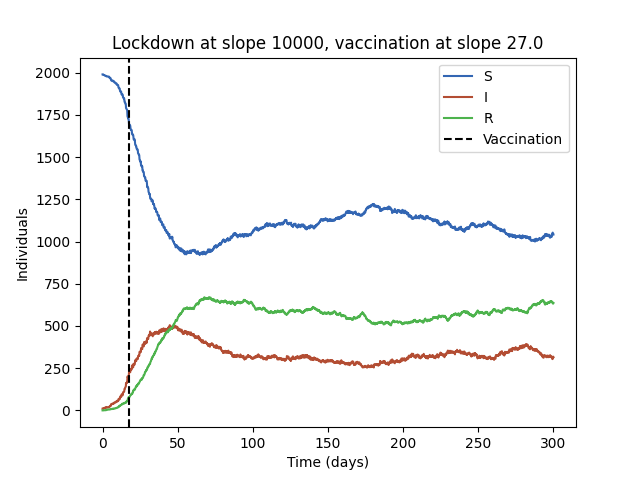 Lockdown at slope 10000, vaccination at slope 27.0
S
I
R
Vaccination
Individuals
2000
1750
1500
1250
1000
750
500
250
0
0 50 100 150 200 250 300
Time (days)